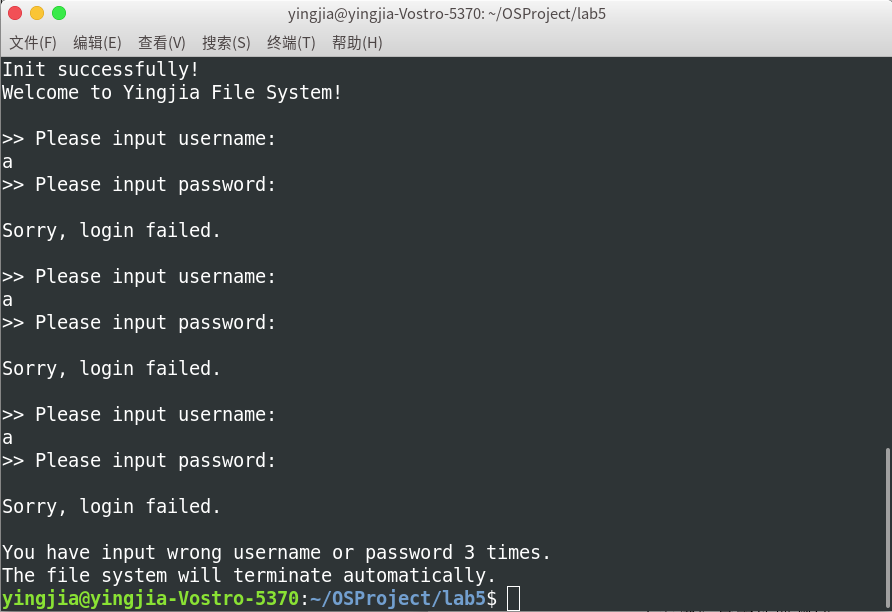 yingjia@yingjia-Vostro-5370: ~/OSProject/lab5
文件(F) 编辑(E) 查看(V) 搜索(S) 终端(T) 帮助(H)
Init successfully!
Welcome to Yingjia File System!
>> Please input username:
a
>> Please input password:
Sorry, login failed.
>> Please input username:
a
>> Please input password:
Sorry, login failed.
>> Please input username:
a
>> Please input password:
Sorry, login failed.
You have input wrong username or password 3 times.
The file system will terminate automatically.
yingjia@yingjia-Vostro-5370:~/OSProject/lab5$